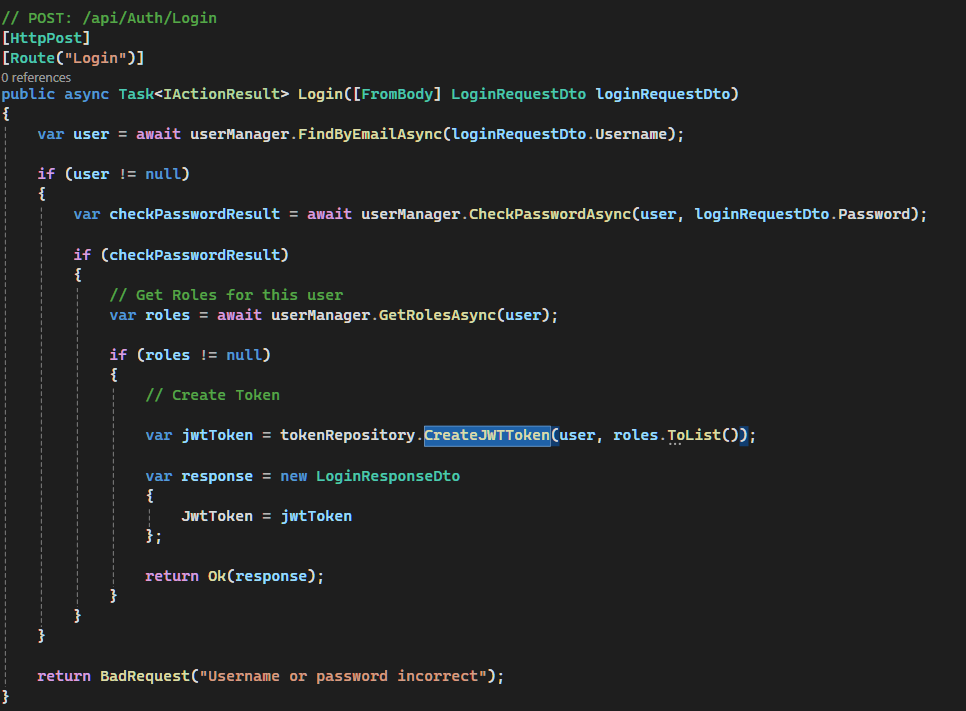 // POST: /api/Auth/Login
[HttpPost]
[Route("Login")]
0 references
public async Task<IActionResult> Login([FromBody] LoginRequestDto loginRequestDto)
{
var user = await userManager.FindByEmailAsync(loginRequestDto.Username);
if (user != null)
{
var checkPasswordResult = await userManager.CheckPasswordAsync(user, loginRequestDto.Password);
if (checkPasswordResult)
{
// Get Roles for this user
var roles = await userManager.GetRolesAsync(user);
if (roles != null)
{
// Create Token
var jwtToken = tokenRepository.CreateJWTToken(user, roles.ToList());
var response = new LoginResponseDto
{
JwtToken = jwtToken
};
return Ok(response);
}
}
}
return BadRequest("Username or password incorrect");
}